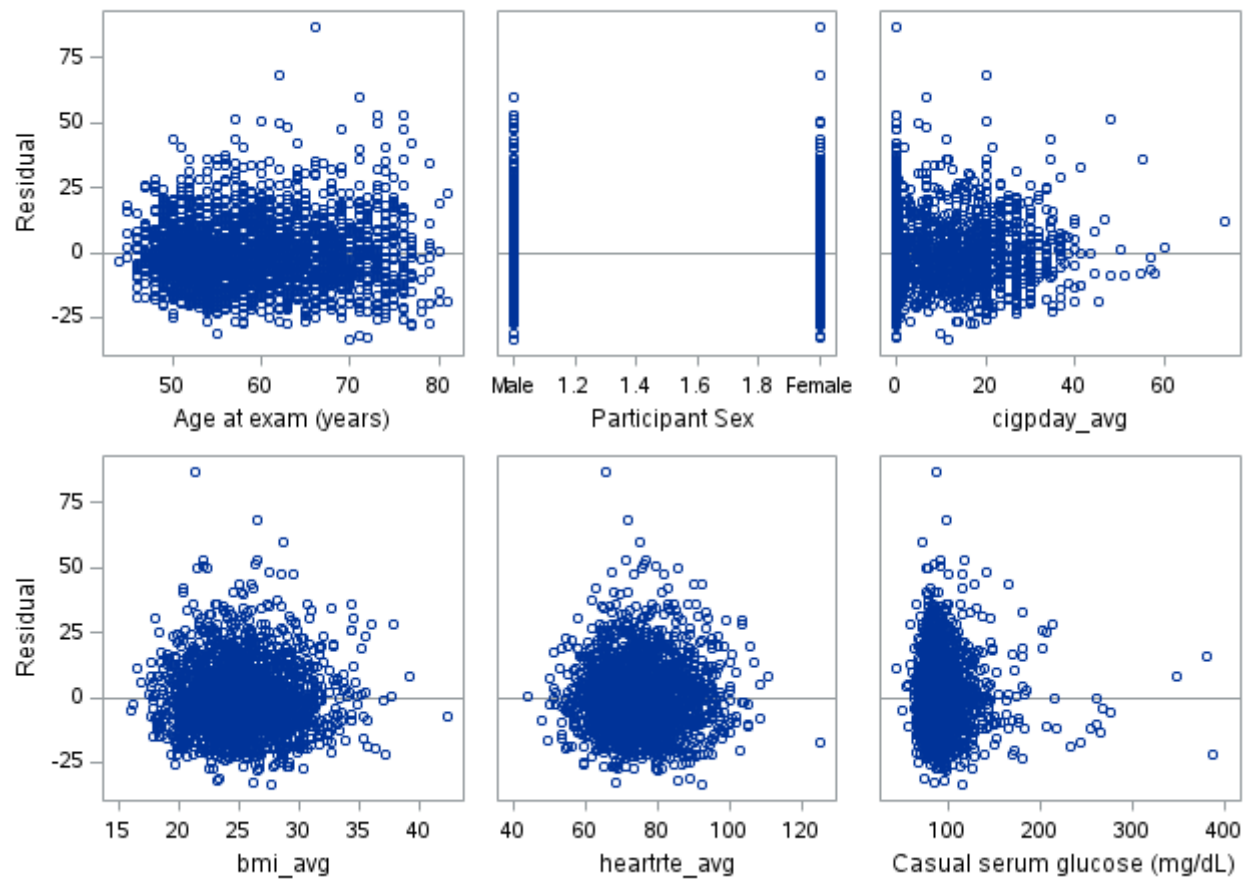 75
50
25
0
-25
Residual
50 60 70 80
Age at exam (years)
Male 1.2 1.4 1.6 1.8 Female
Participant Sex
0 20 40 60
cigpday_avg
75
50
25
0
-25
Residual
15 20 25 30 35 40
bmi_avg
40 60 80 100 120
heartrte_avg
100 200 300 400
Casual serum glucose (mg/dL)